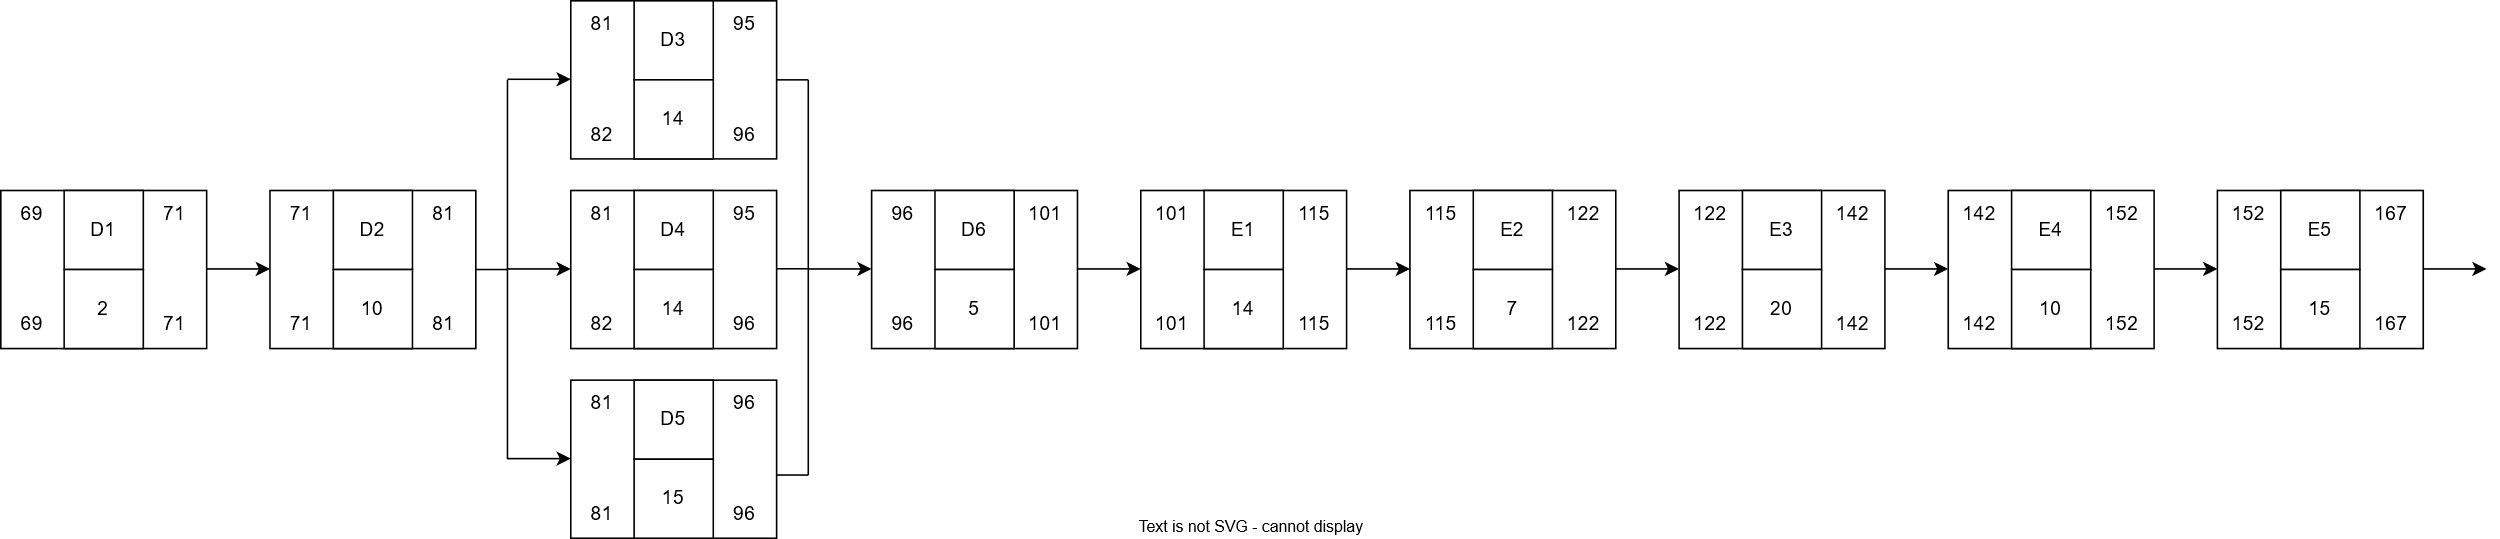 81 D3 95
14
82 96
69 D1 71
2
69 71
71 D2 81
10
71 81
81 D4 95
14
82 96
81 D5 96
15
81 96
96 D6 101
5
96 101
101 E1 115
14
101 115
115 E2 122
7
115 122
122 E3 142
20
122 142
142 E4 152
10
142 152
152 E5 167
15
152 167
Text is not SVG - cannot display